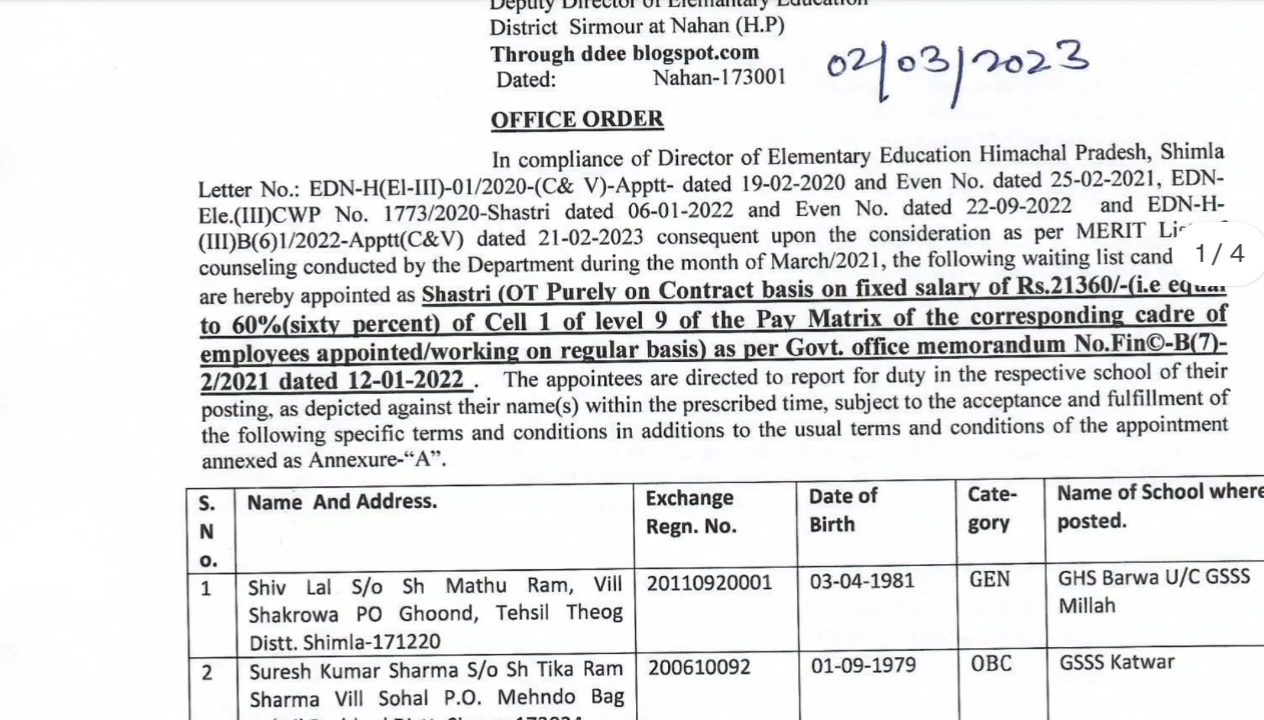 Deputy Director of Elementary Education
District Sirmour at Nahan (H.P)
Through ddee blogspot.com
Dated: Nahan-173001 02/03/2023
OFFICE ORDER
In compliance of Director of Elementary Education Himachal Pradesh, Shimla
Letter No.: EDN-H(El-III)-01/2020-(C& V)-Apptt- dated 19-02-2020 and Even No. dated 25-02-2021, EDN-
Ele.(III)CWP No. 1773/2020-Shastri dated 06-01-2022 and Even No. dated 22-09-2022 and EDN-H-
(III)B(6)1/2022-Apptt(C&V) dated 21-02-2023 consequent upon the consideration as per MERIT
counseling conducted by the Department during the month of March/2021, the following waiting list cand
1 / 4
are hereby appointed as Shastri (OT Purely on Contract basis on fixed salary of Rs.21360/-(i.e equal
to 60%(sixty percent) of Cell 1 of level 9 of the Pay Matrix of the corresponding cadre of
employees appointed/working on regular basis) as per Govt. office memorandum No.Fin©-B(7)-
2/2021 dated 12-01-2022 . The appointees are directed to report for duty in the respective school of their
posting, as depicted against their name(s) within the prescribed time, subject to the acceptance and fulfillment of
the following specific terms and conditions in additions to the usual terms and conditions of the appointment
annexed as Annexure-“A”.
S. N o. Name And Address. Exchange Regn. No. Date of Birth Cate- gory Name of School where posted.
1 Shiv Lal S/o Sh Mathu Ram, Vill 20110920001 03-04-1981 GEN GHS Barwa U/C GSSS
Shakrowa PO Ghoond, Tehsil Theog Millah
Distt. Shimla-171220
2 Suresh Kumar Sharma S/o Sh Tika Ram 200610092 01-09-1979 OBC GSSS Katwar
Sharma Vill Sohal P.O. Mehndo Bag